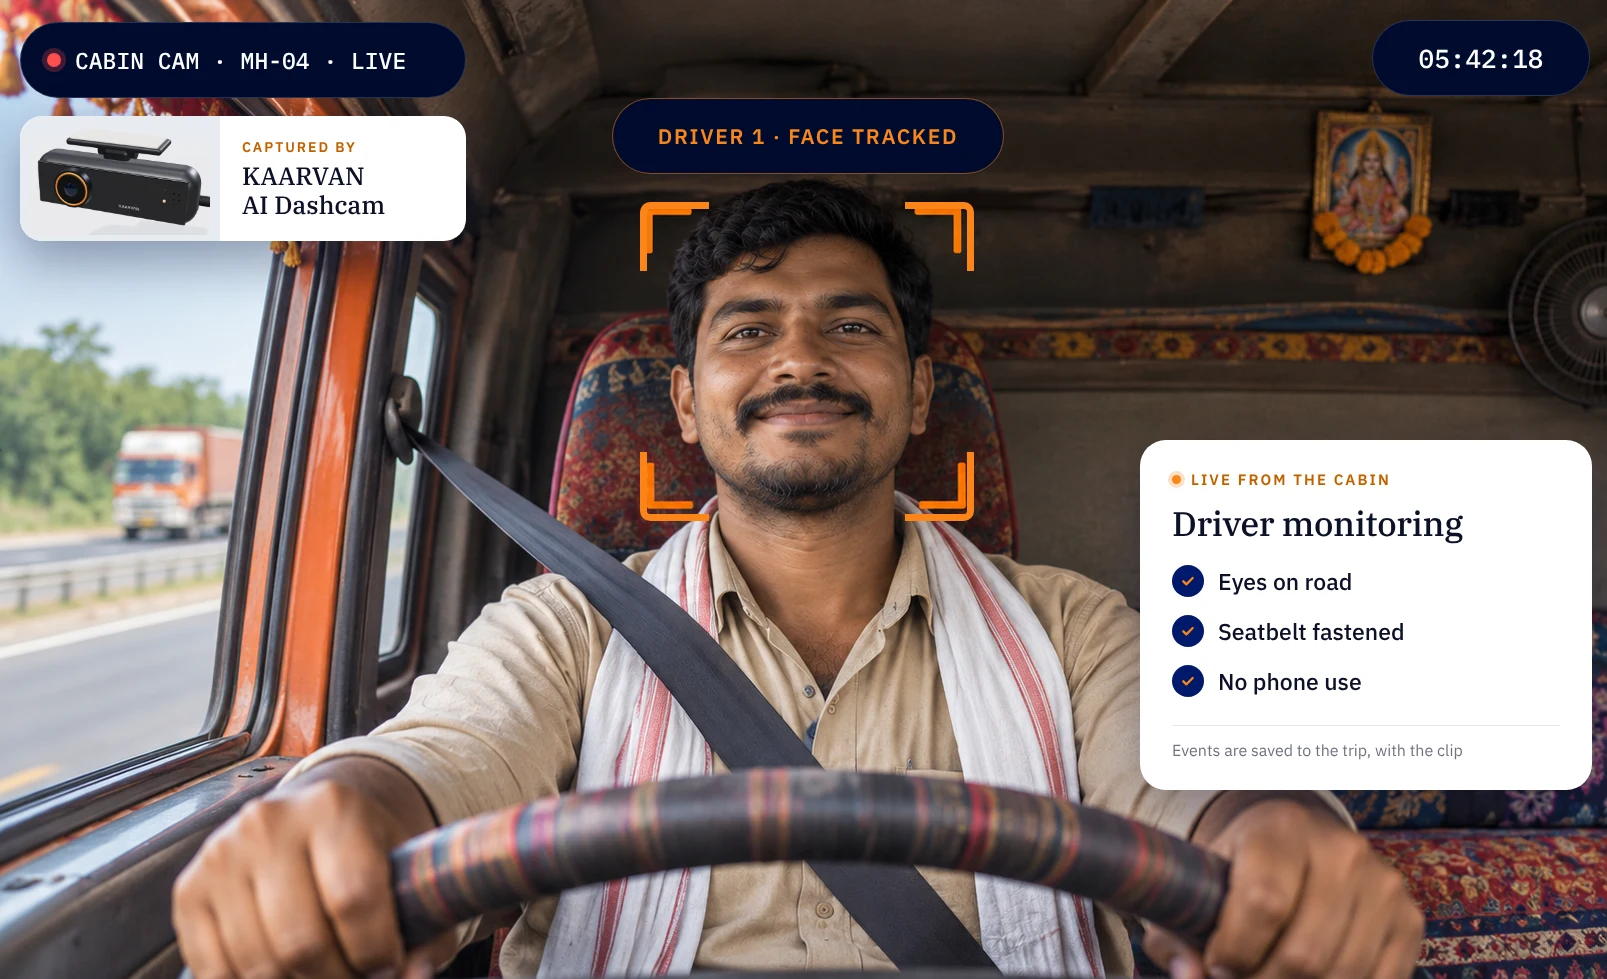 CABIN CAM · MH-04 · LIVE
05:42:18
CAPTURED BY
KAARVAN
AI Dashcam
KAARVAN
DRIVER 1 · FACE TRACKED
LIVE FROM THE CABIN
Driver monitoring
Eyes on road
Seatbelt fastened
No phone use
Events are saved to the trip, with the clip